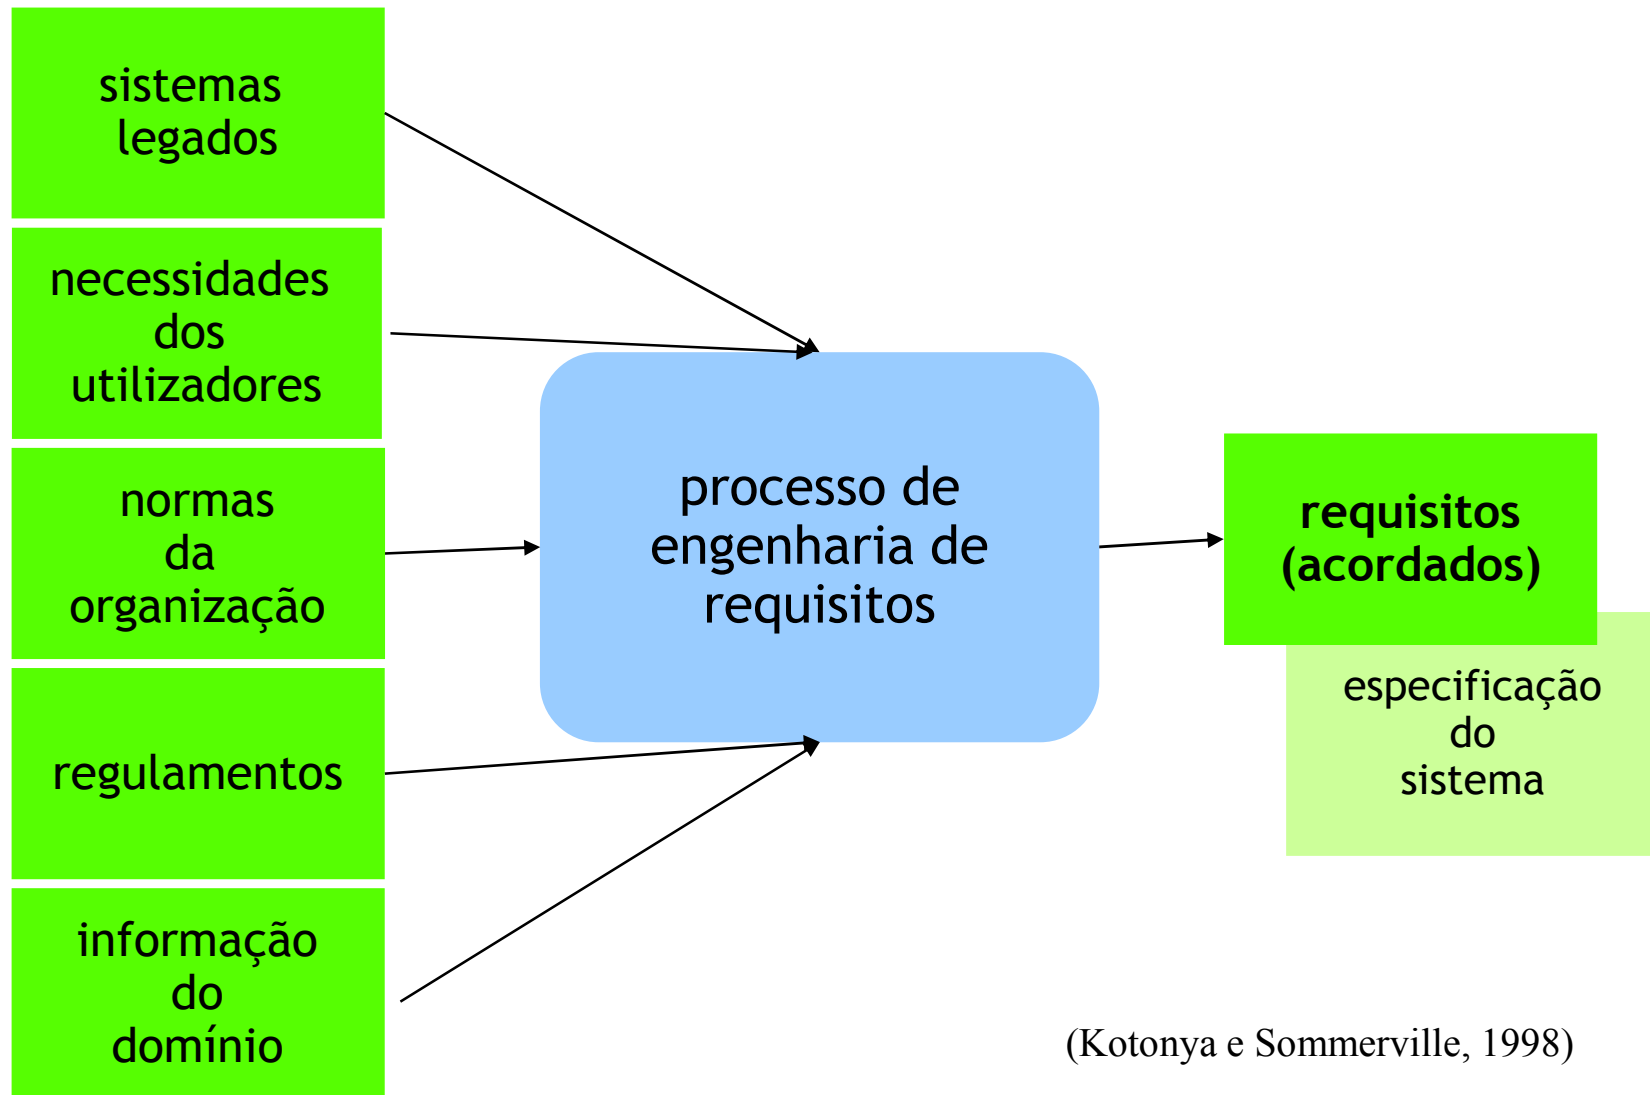 sistemas
legados
necessidades
dos
utilizadores
normas
da
organização
regulamentos
informação
do
domínio
processo de
engenharia de
requisitos
requisitos
(acordados)
especificação
do
sistema
(Kotonya e Sommerville, 1998)